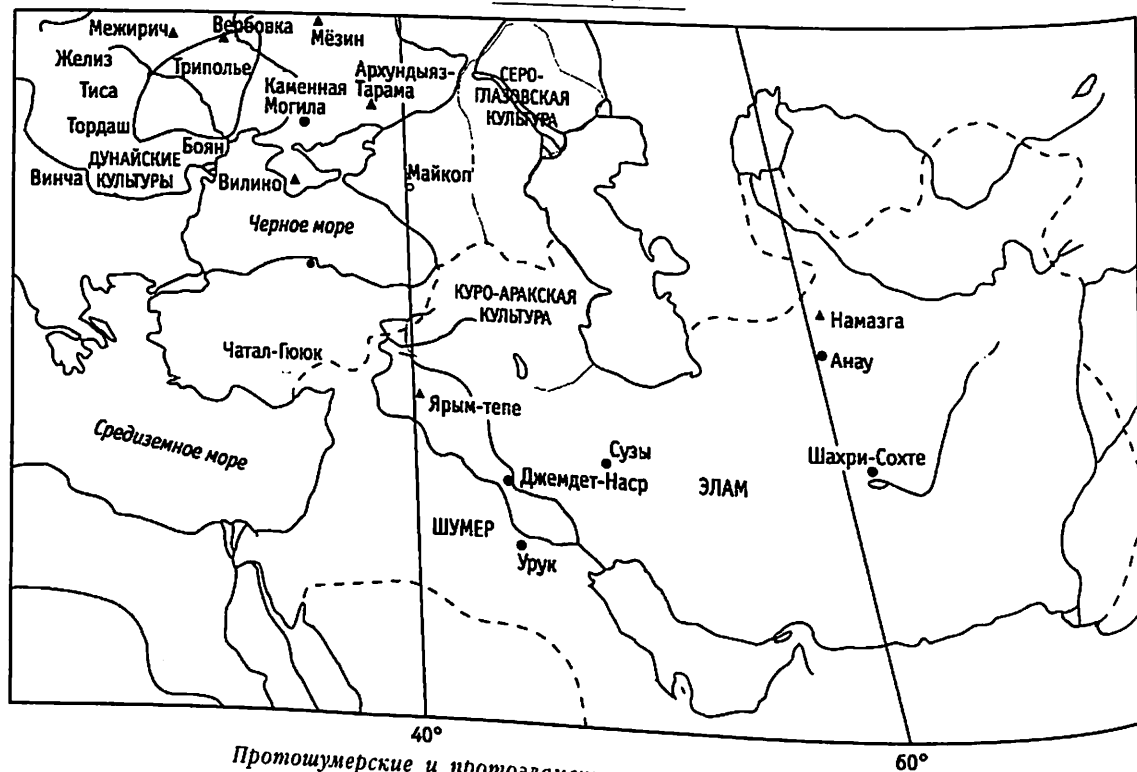 Межирич
Вербовка
Мёзин
Желиз
Триполье
Архундыяз-
Тарама
СЕРО-
ГЛАЗОВСКАЯ
КУЛЬТУРА
Тиса
Каменная
Могила
Тордаш
Боян
ДУНАЙСКИЕ
КУЛЬТУРЫ
Винча
Вилино
Майкоп
Черное море
КУРО-АРАКСКАЯ
КУЛЬТУРА
Намазга
Чатал-Гююк
Анау
Ярым-тепе
Средиземное море
Сузы
Шахри-Сохте
Джемдет-Наср
ЭЛАМ
ШУМЕР
Урук
40°
60°
Протошумерские и